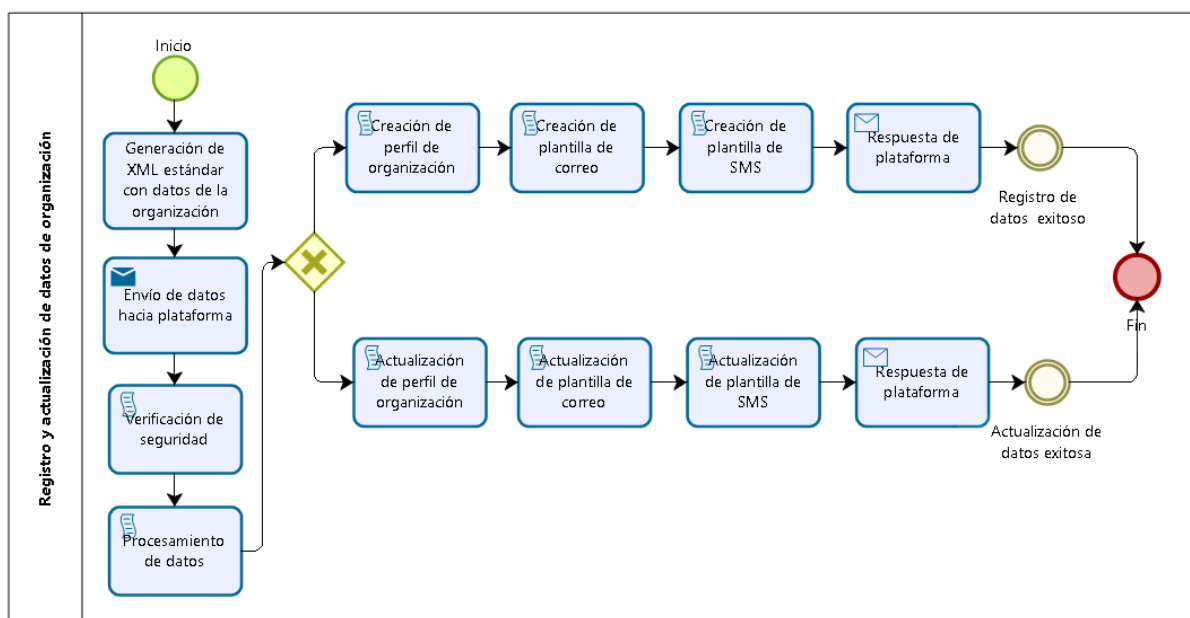 Registro y actualización de datos de organización
Inicio
Generación de
XML estándar
con datos de la
organización
Envío de datos
hacia plataforma
Verificación de
seguridad
Procesamiento
de datos
Creación de
perfil de
organización
Creación de
plantilla de
correo
Creación de
plantilla de
SMS
Respuesta de
plataforma
Registro de
datos exitoso
Actualización
de perfil de
organización
Actualización
de plantilla de
correo
Actualización
de plantilla de
SMS
Respuesta de
plataforma
Actualización de
datos exitosa
Fin